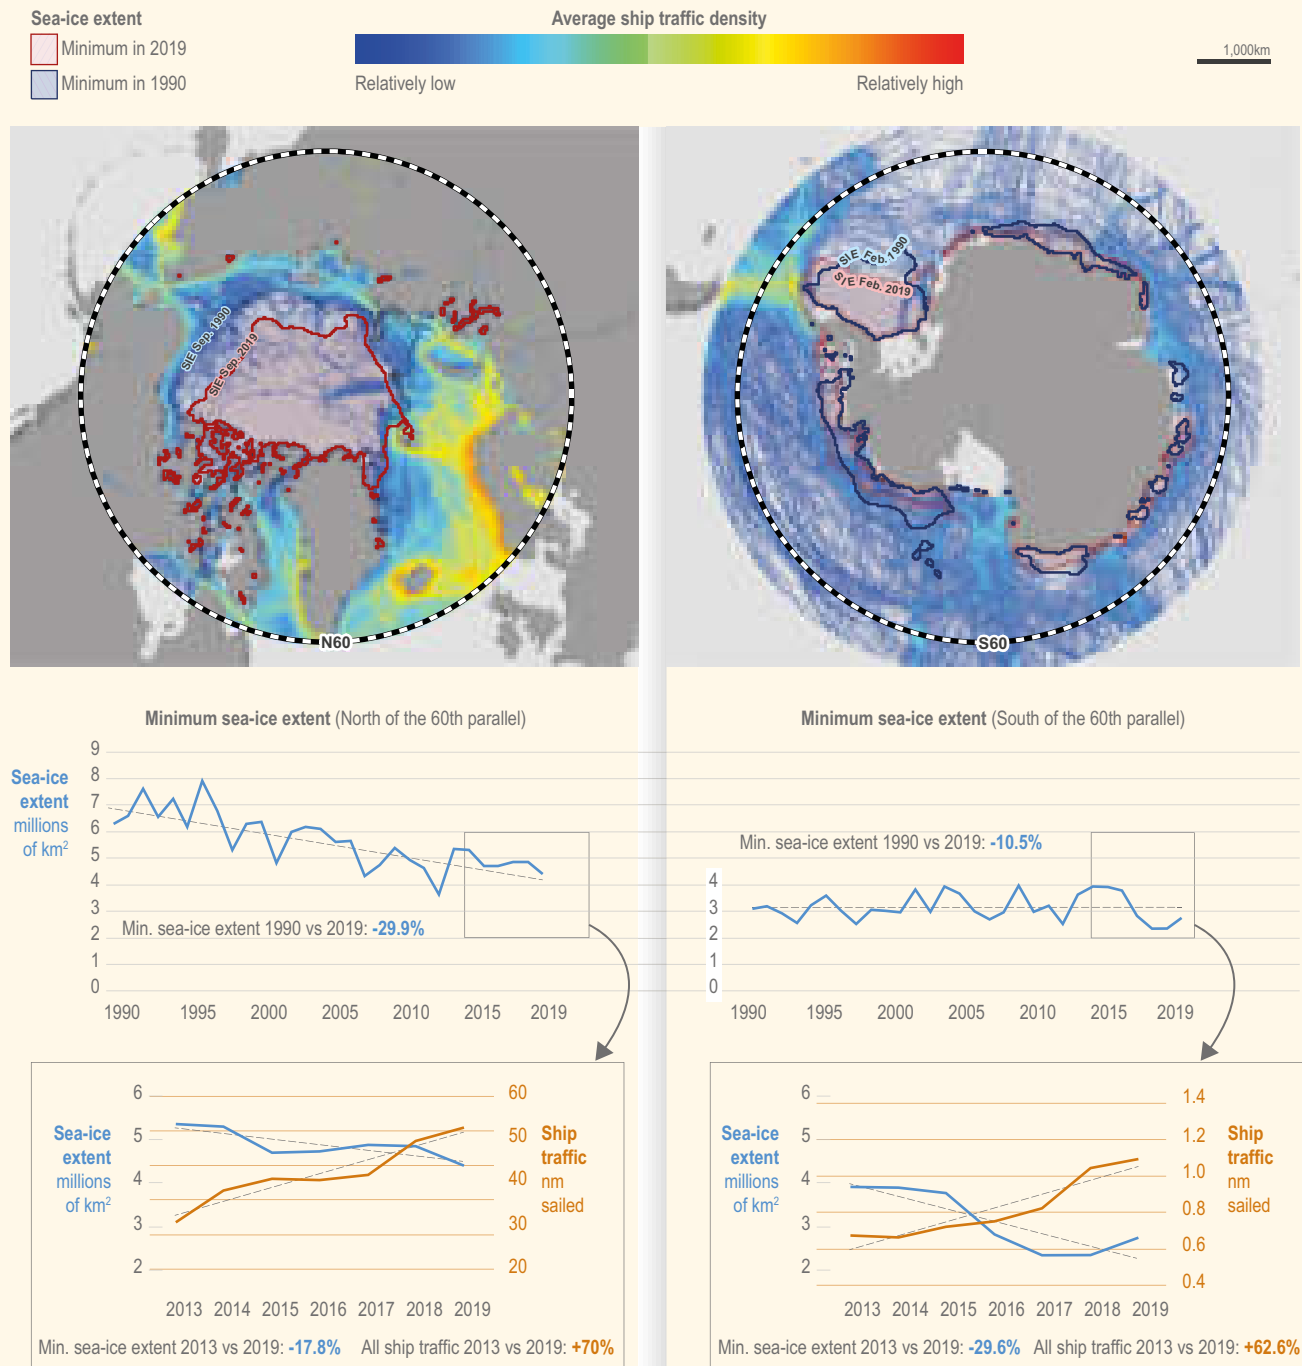 Sea-ice extent
Minimum in 2019
Minimum in 1990
Average ship traffic density
Relatively low
Relatively high
1,000km
SIE Sep. 1990
SIE Sep. 2019
N60
SIE Feb. 1990
SIE Feb. 2019
S60
Minimum sea-ice extent (North of the 60th parallel)
Sea-ice
extent
millions
of km²
9
8
7
6
5
4
3
2
1
0
Min. sea-ice extent 1990 vs 2019: -29.9%
1990 1995 2000 2005 2010 2015 2019
Minimum sea-ice extent (South of the 60th parallel)
Min. sea-ice extent 1990 vs 2019: -10.5%
4
3
2
1
0
1990 1995 2000 2005 2010 2015 2019
Sea-ice
extent
millions
of km²
6
5
4
3
2
60
50
40
30
20
Ship
traffic
nm
sailed
2013 2014 2015 2016 2017 2018 2019
Min. sea-ice extent 2013 vs 2019: -17.8% All ship traffic 2013 vs 2019: +70%
Sea-ice
extent
millions
of km²
6
5
4
3
2
1.4
1.2
1.0
0.8
0.6
0.4
Ship
traffic
nm
sailed
2013 2014 2015 2016 2017 2018 2019
Min. sea-ice extent 2013 vs 2019: -29.6% All ship traffic 2013 vs 2019: +62.6%